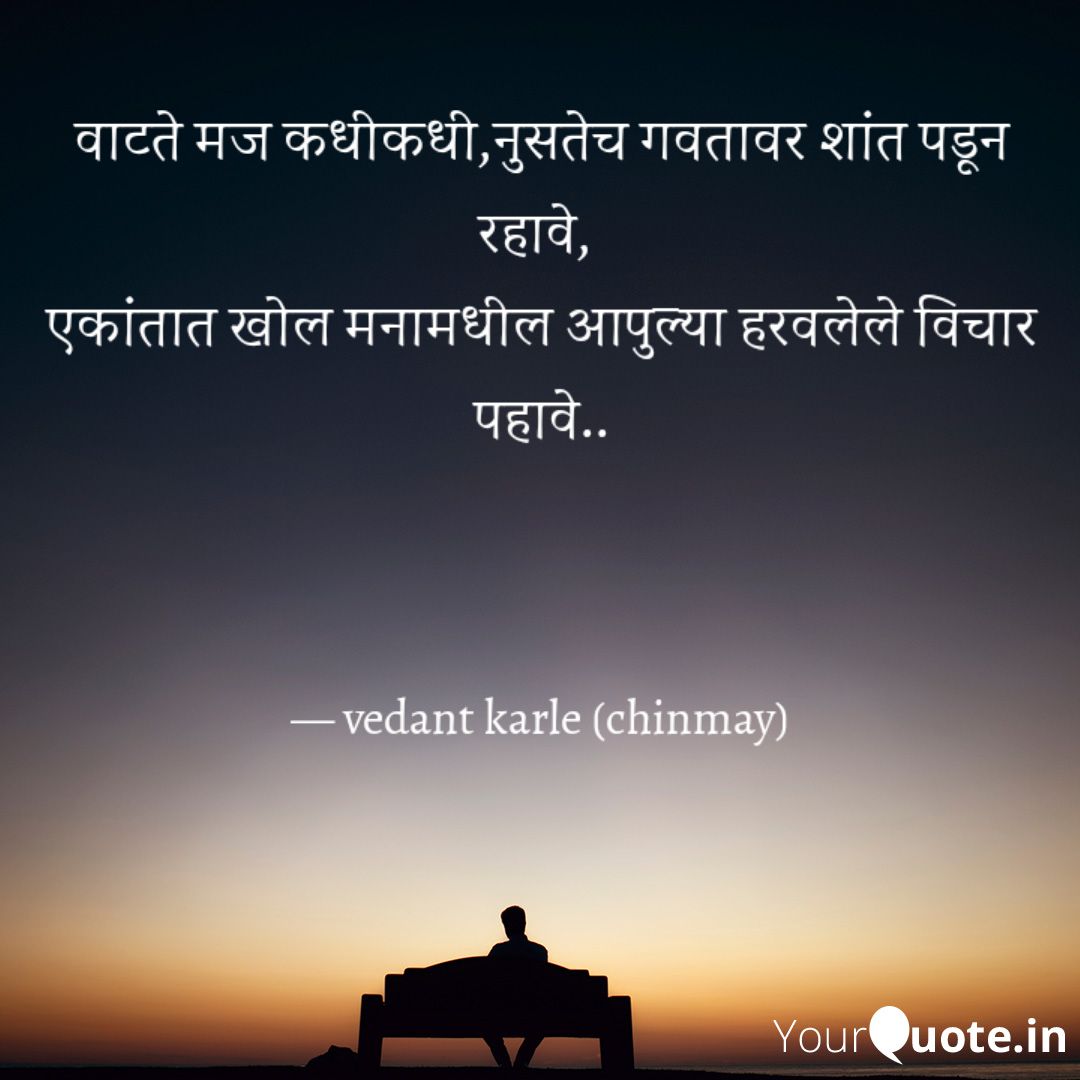 वाटते मज कधीकधी,नुसतेच गवतावर शांत पडून
रहावे,
एकांतात खोल मनामधील आपुल्या हरवलेले विचार
पहावे..
— vedant karle (chinmay)
YourQuote.in